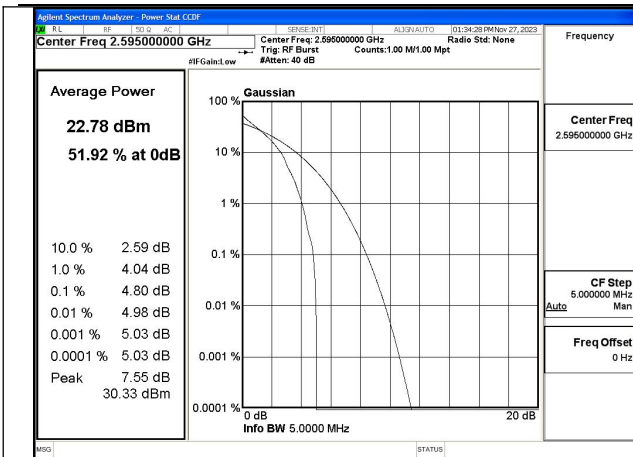 Agilent Spectrum Analyzer - Power Stat CCDF
RL RF 50 Ω AC SENSE:INT ALIGN AUTO 01:34:28 PM Nov 27, 2023
Center Freq 2.595000000 GHz
Center Freq: 2.595000000 GHz Radio Std: None
Trig: RF Burst Counts:1.00 M/1.00 Mpt
#IFGain:Low #Atten: 40 dB
Frequency
Average Power
22.78 dBm
51.92 % at 0dB
10.0 % 2.59 dB
1.0 % 4.04 dB
0.1 % 4.80 dB
0.01 % 4.98 dB
0.001 % 5.03 dB
0.0001 % 5.03 dB
Peak 7.55 dB
30.33 dBm
Gaussian
100 %
10 %
1 %
0.1 %
0.01 %
0.001 %
0.0001 %
0 dB 20 dB
Info BW 5.0000 MHz
Center Freq
2.595000000 GHz
CF Step
5.000000 MHz
Auto Man
Freq Offset
0 Hz
MSG STATUS